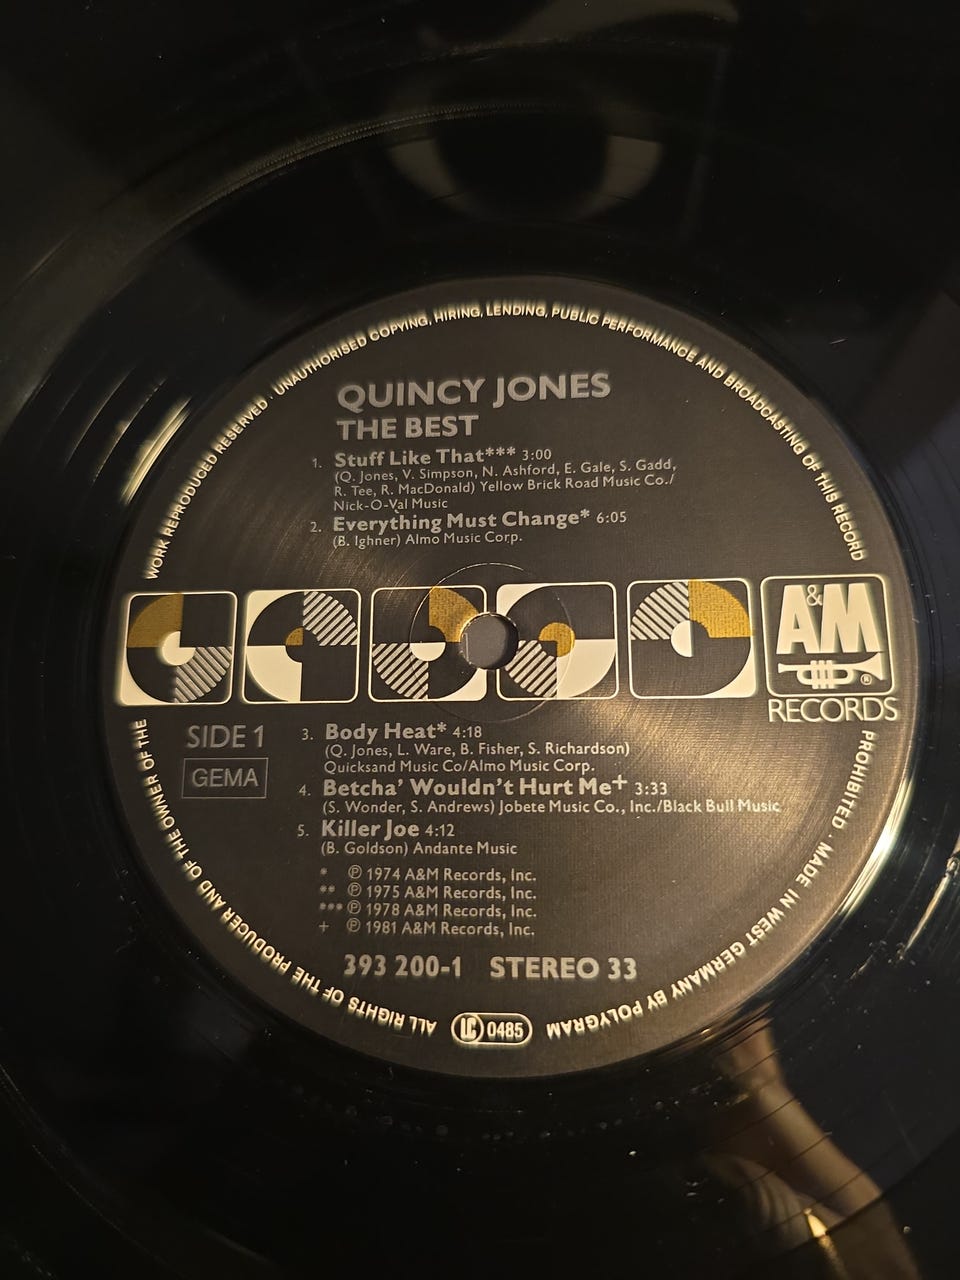 WORK REPRODUCED RESERVED · UNAUTHORISED COPYING, HIRING, LENDING, PUBLIC PERFORMANCE AND BROADCASTING OF THIS RECORD
QUINCY JONES
THE BEST
1. Stuff Like That*** 3:00
(Q. Jones, V. Simpson, N. Ashford, E. Gale, S. Gadd,
R. Tee, R. MacDonald) Yellow Brick Road Music Co./
Nick-O-Val Music
2. Everything Must Change* 6:05
(B. Ighner) Almo Music Corp.
A&M
®
RECORDS
SIDE 1
GEMA
3. Body Heat* 4:18
(Q. Jones, L. Ware, B. Fisher, S. Richardson)
Quicksand Music Co/Almo Music Corp.
4. Betcha' Wouldn't Hurt Me+ 3:33
(S. Wonder, S. Andrews) Jobete Music Co., Inc./Black Bull Music
5. Killer Joe 4:12
(B. Golson) Andante Music
* ℗ 1974 A&M Records, Inc.
** ℗ 1975 A&M Records, Inc.
*** ℗ 1978 A&M Records, Inc.
+ ℗ 1981 A&M Records, Inc.
393 200-1 STEREO 33
LC 0485
ALL RIGHTS OF THE PRODUCER AND OF THE OWNER OF THE
PROHIBITED · MADE IN WEST GERMANY BY POLYGRAM